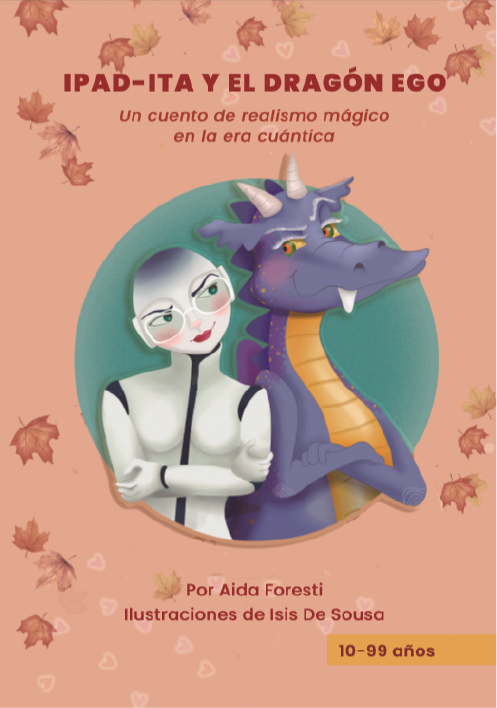 IPAD-ITA Y EL DRAGÓN EGO
Un cuento de realismo mágico
en la era cuántica
Por Aida Foresti
Ilustraciones de Isis De Sousa
10-99 años